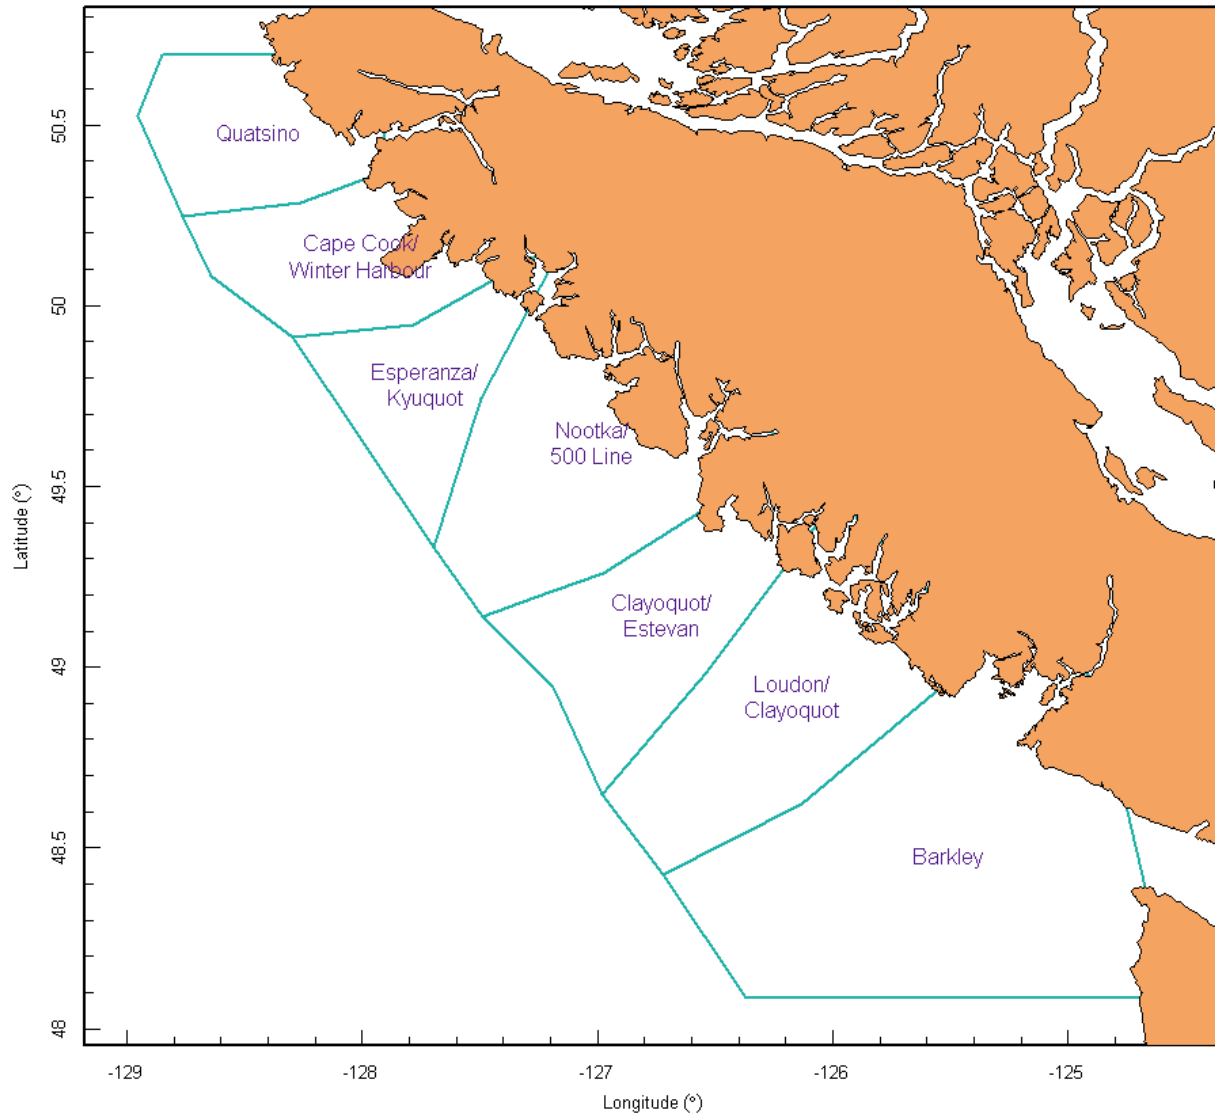 50.5
50
49.5
49
48.5
48
Latitude (°)
Quatsino
Cape Cook/
Winter Harbour
Esperanza/
Kyuquot
Nootka/
500 Line
Clayoquot/
Estevan
Loudon/
Clayoquot
Barkley
-129
-128
-127
-126
-125
Longitude (°)